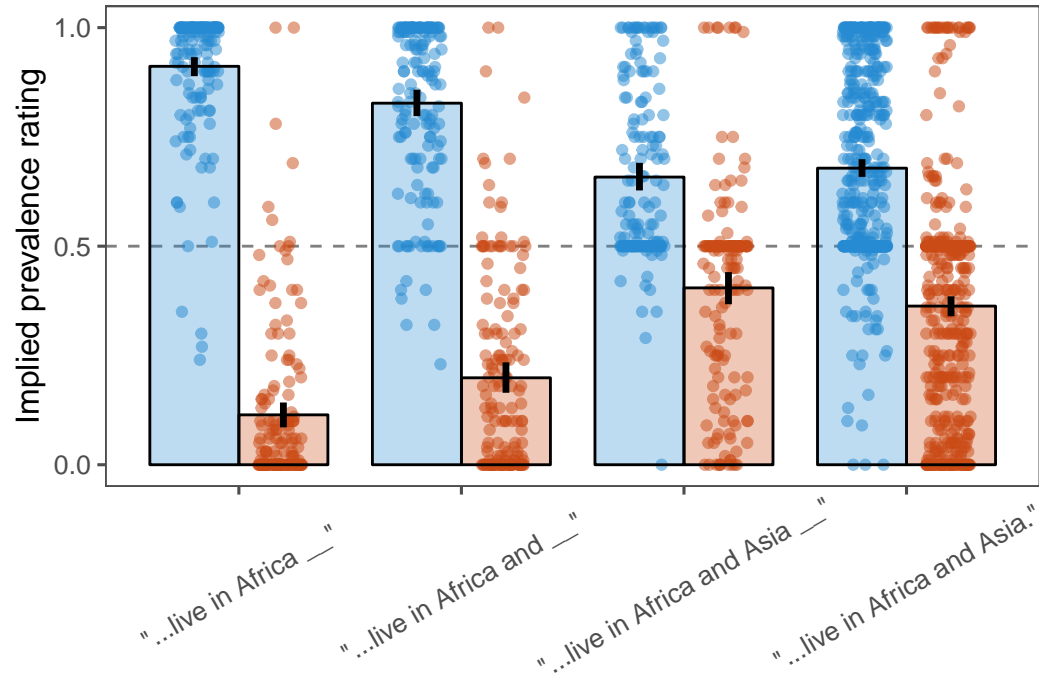 Implied prevalence rating
1.0
0.5
0.0
" ...live in Africa __"
" ...live in Africa and __"
" ...live in Africa and Asia __"
" ...live in Africa and Asia."